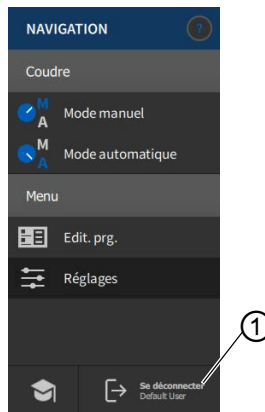 NAVIGATION ?
Coudre
M
A
Mode manuel
M
A
Mode automatique
Menu
Edit. prg.
Réglages
1
Se déconnecter
Default User